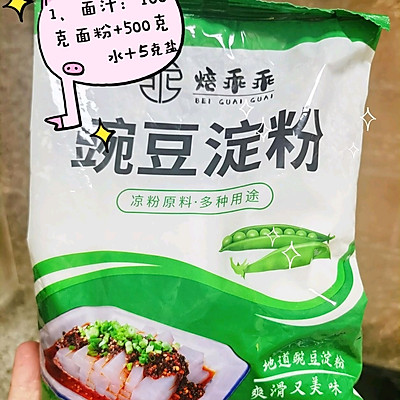 1、面汁：100
克面粉+500克
水+5克盐
焙乖乖
BEI GUAI GUAI
豌豆淀粉
凉粉原料·多种用途
地道豌豆淀粉
爽滑又美味